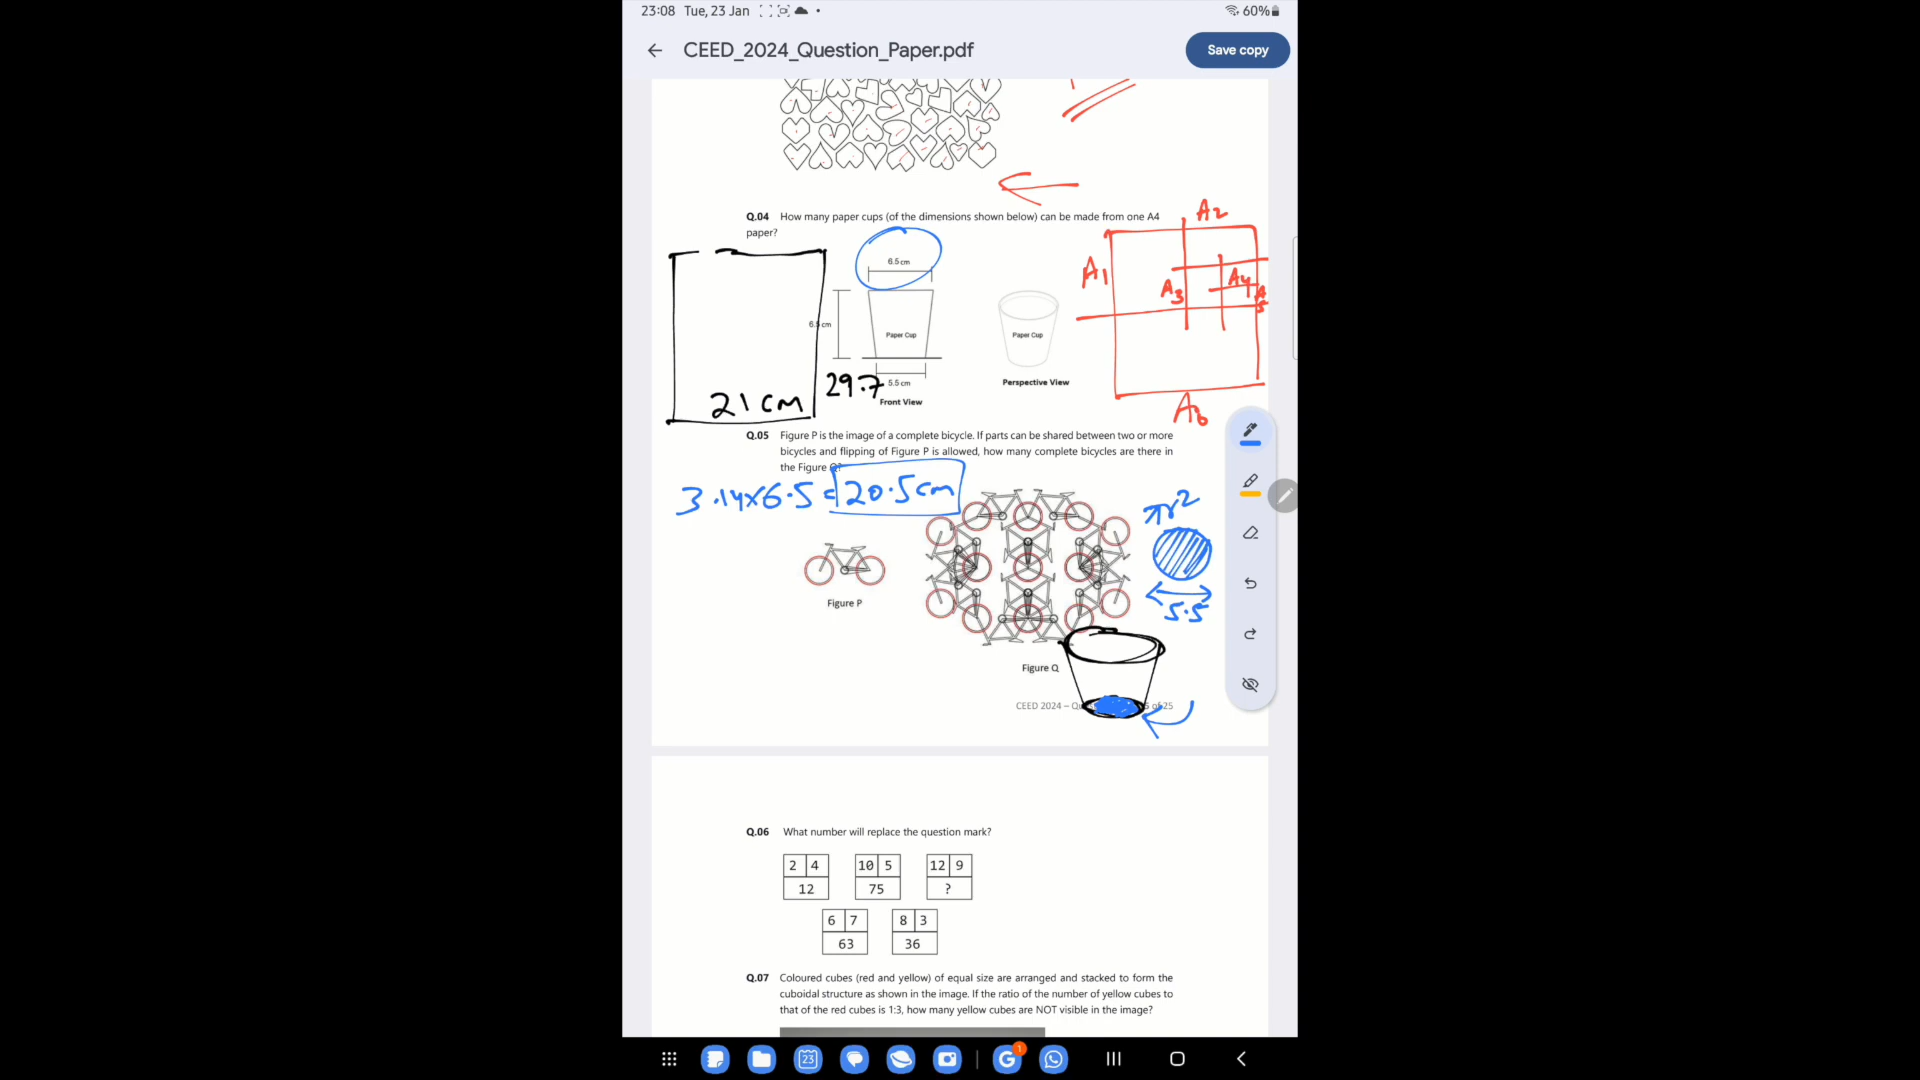 23:08 Tue, 23 Jan
60%
CEED_2024_Question_Paper.pdf
Save copy
Q.04 How many paper cups (of the dimensions shown below) can be made from one A4
paper?
A2
6.5 cm
A1
A3
A4
A5
6.5 cm
Paper Cup
Paper Cup
29.7
5.5 cm
Perspective View
21 cm
Front View
A0
Q.05 Figure P is the image of a complete bicycle. If parts can be shared between two or more
bicycles and flipping of Figure P is allowed, how many complete bicycles are there in
the Figure Q?
3.14x6.5 = 20.5cm
πr2
5.5
Figure P
Figure Q
CEED 2024 – Qu
of 25
Q.06 What number will replace the question mark?
2 4 10 5 12 9
12 75 ?
6 7 8 3
63 36
Q.07 Coloured cubes (red and yellow) of equal size are arranged and stacked to form the
cuboidal structure as shown in the image. If the ratio of the number of yellow cubes to
that of the red cubes is 1:3, how many yellow cubes are NOT visible in the image?
23
G
1